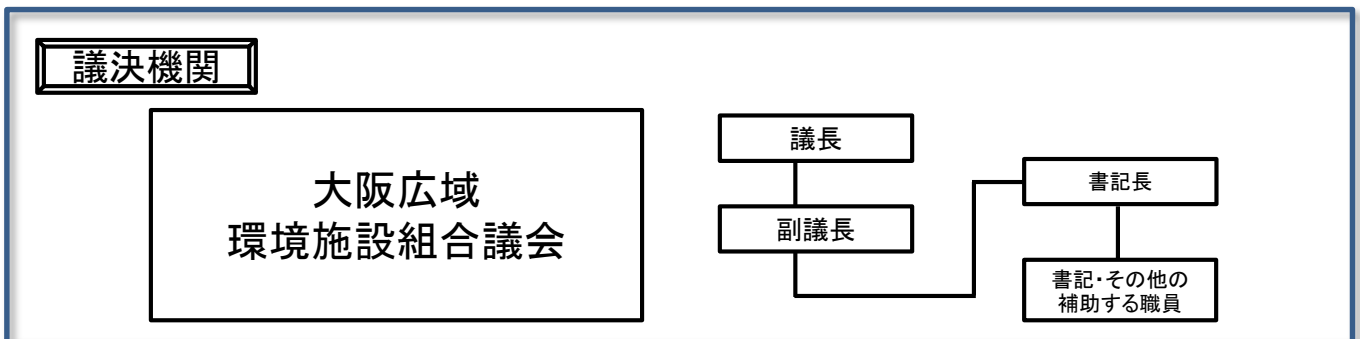 議決機関
大阪広域
環境施設組合議会
議長
副議長
書記長
書記・その他の
補助する職員